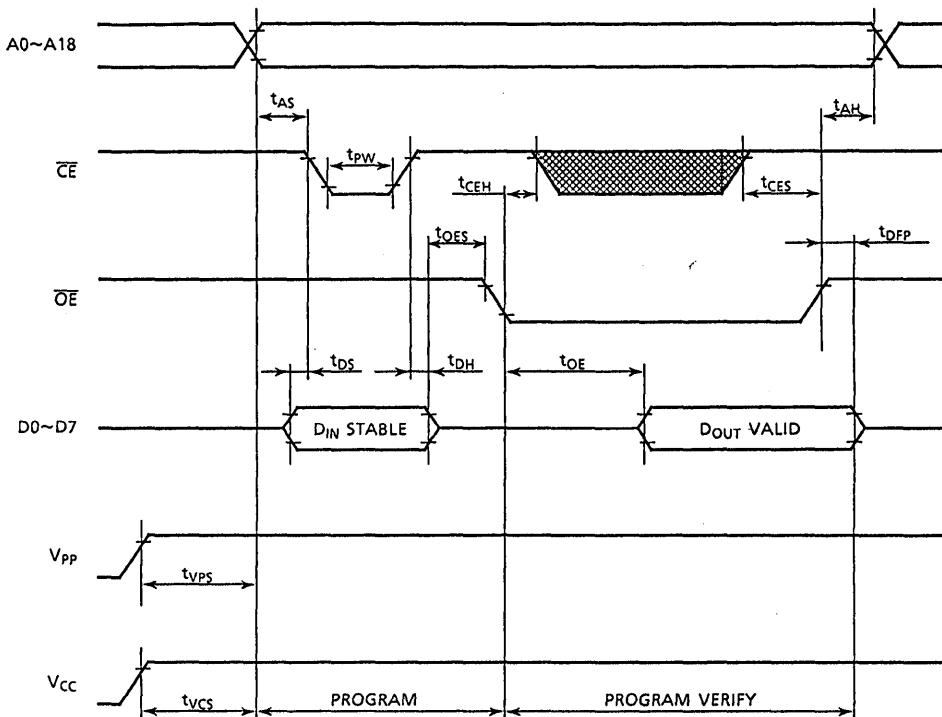 A0~A18
tAS
tAH
CE
tPW
tCEH
tCES
tOES
tDFP
OE
tDS
tDH
tOE
D0~D7
DIN STABLE
DOUT VALID
VPP
tVPS
VCC
tVCS
PROGRAM
PROGRAM VERIFY